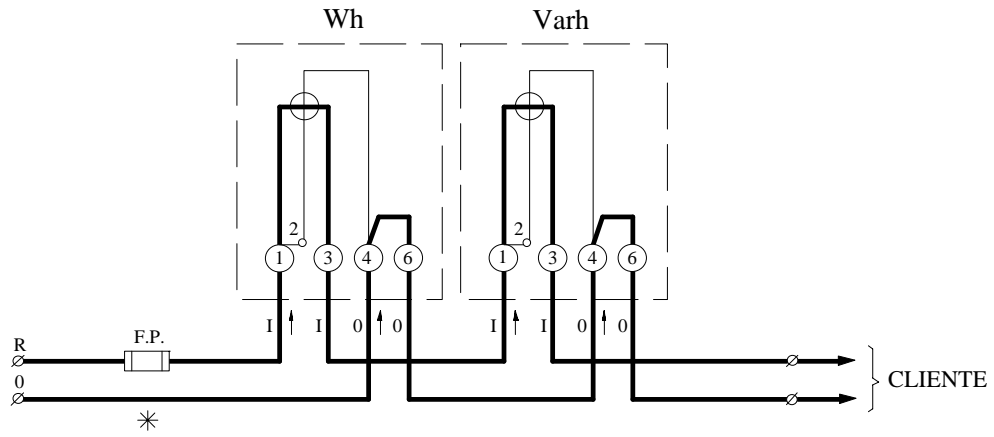 Wh Varh
2 2
1 3 4 6 1 3 4 6
I I 0 0 I I 0 0
R F.P.
0 CLIENTE